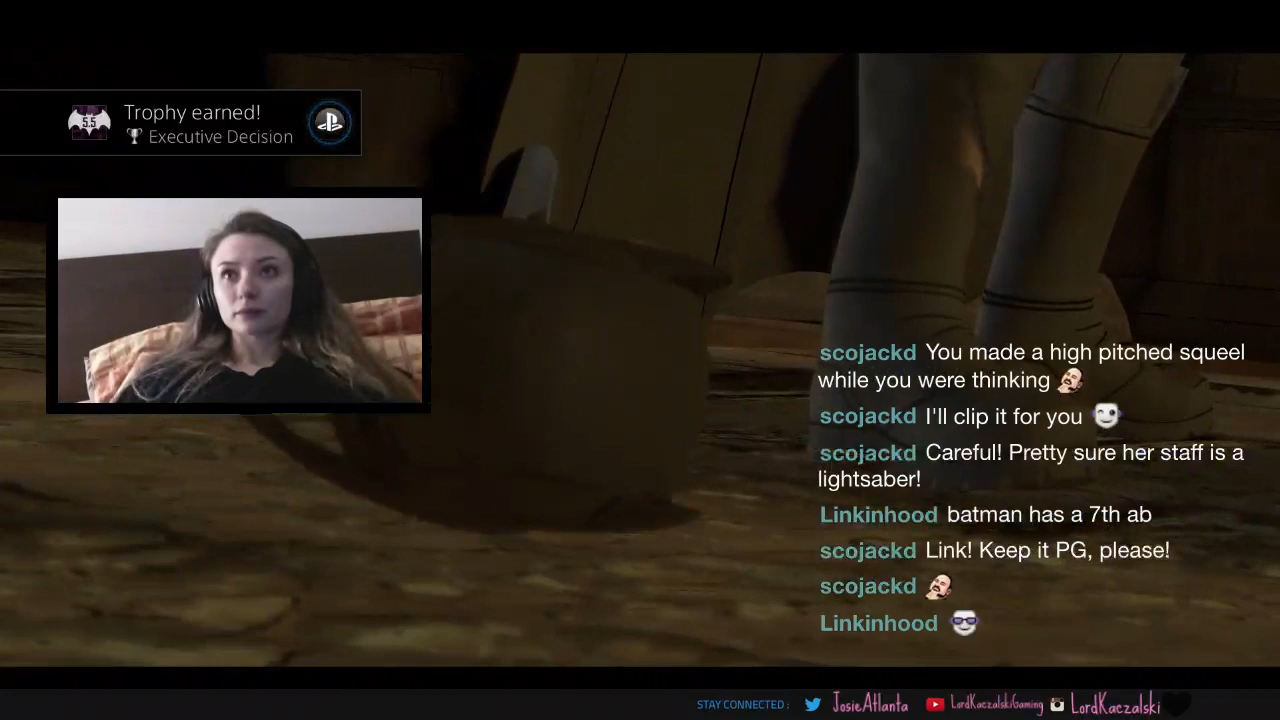 Trophy earned!
5.5
Executive Decision
scojackd You made a high pitched squeel
while you were thinking
scojackd I'll clip it for you
scojackd Careful! Pretty sure her staff is a
lightsaber!
Linkinhood batman has a 7th ab
scojackd Link! Keep it PG, please!
scojackd
Linkinhood
STAY CONNECTED : JosieAtlanta LordKaczalskiGaming LordKaczalski